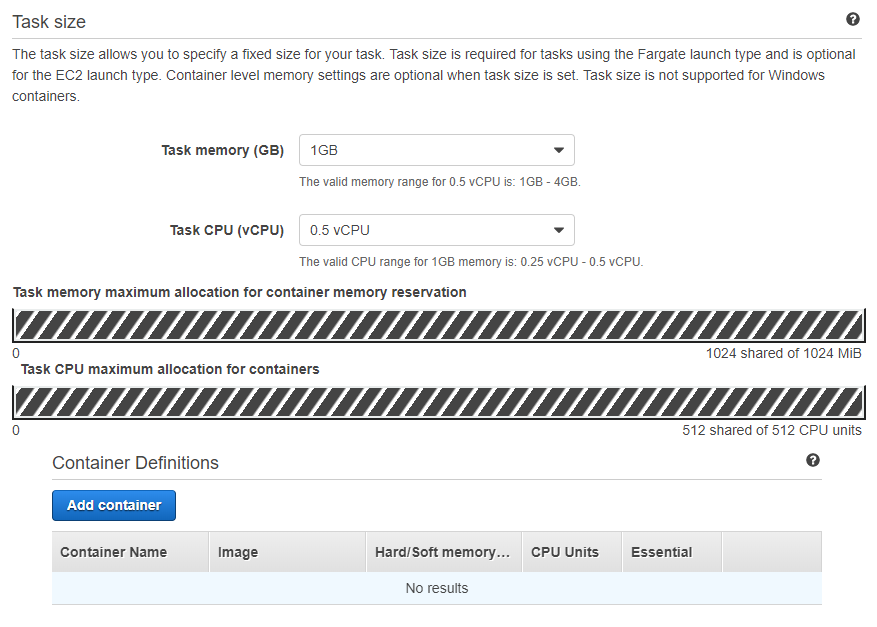 Task size
The task size allows you to specify a fixed size for your task. Task size is required for tasks using the Fargate launch type and is optional
for the EC2 launch type. Container level memory settings are optional when task size is set. Task size is not supported for Windows
containers.
Task memory (GB) 1GB
The valid memory range for 0.5 vCPU is: 1GB - 4GB.
Task CPU (vCPU) 0.5 vCPU
The valid CPU range for 1GB memory is: 0.25 vCPU - 0.5 vCPU.
Task memory maximum allocation for container memory reservation
0 1024 shared of 1024 MiB
Task CPU maximum allocation for containers
0 512 shared of 512 CPU units
Container Definitions
Add container
Container Name Image Hard/Soft memory... CPU Units Essential
No results